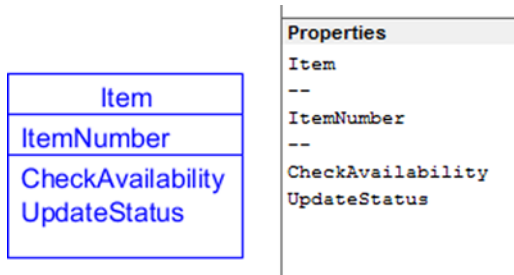 Item
ItemNumber
CheckAvailability
UpdateStatus
Properties
Item
--
ItemNumber
--
CheckAvailability
UpdateStatus